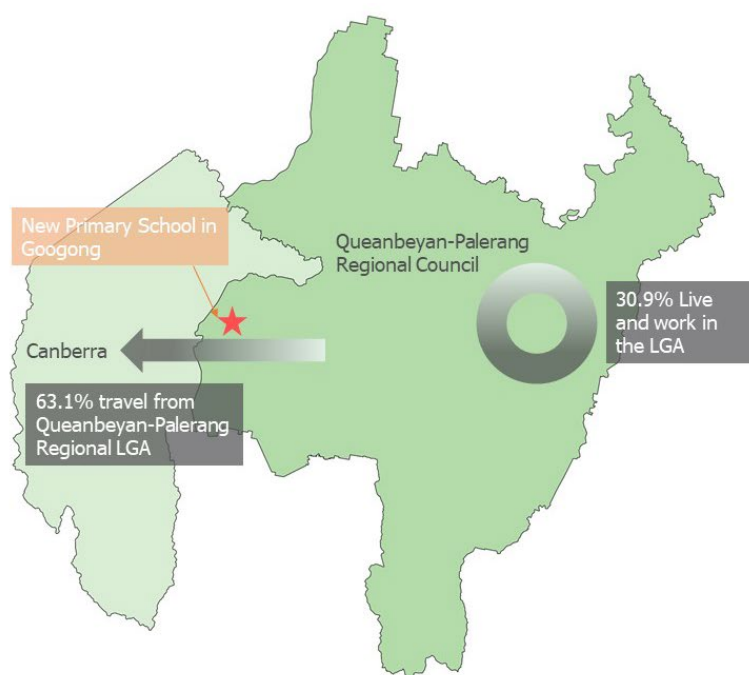 New Primary School in
Googong
Queanbeyan-Palerang
Regional Council
30.9% Live
and work in
the LGA
Canberra
63.1% travel from
Queanbeyan-Palerang
Regional LGA